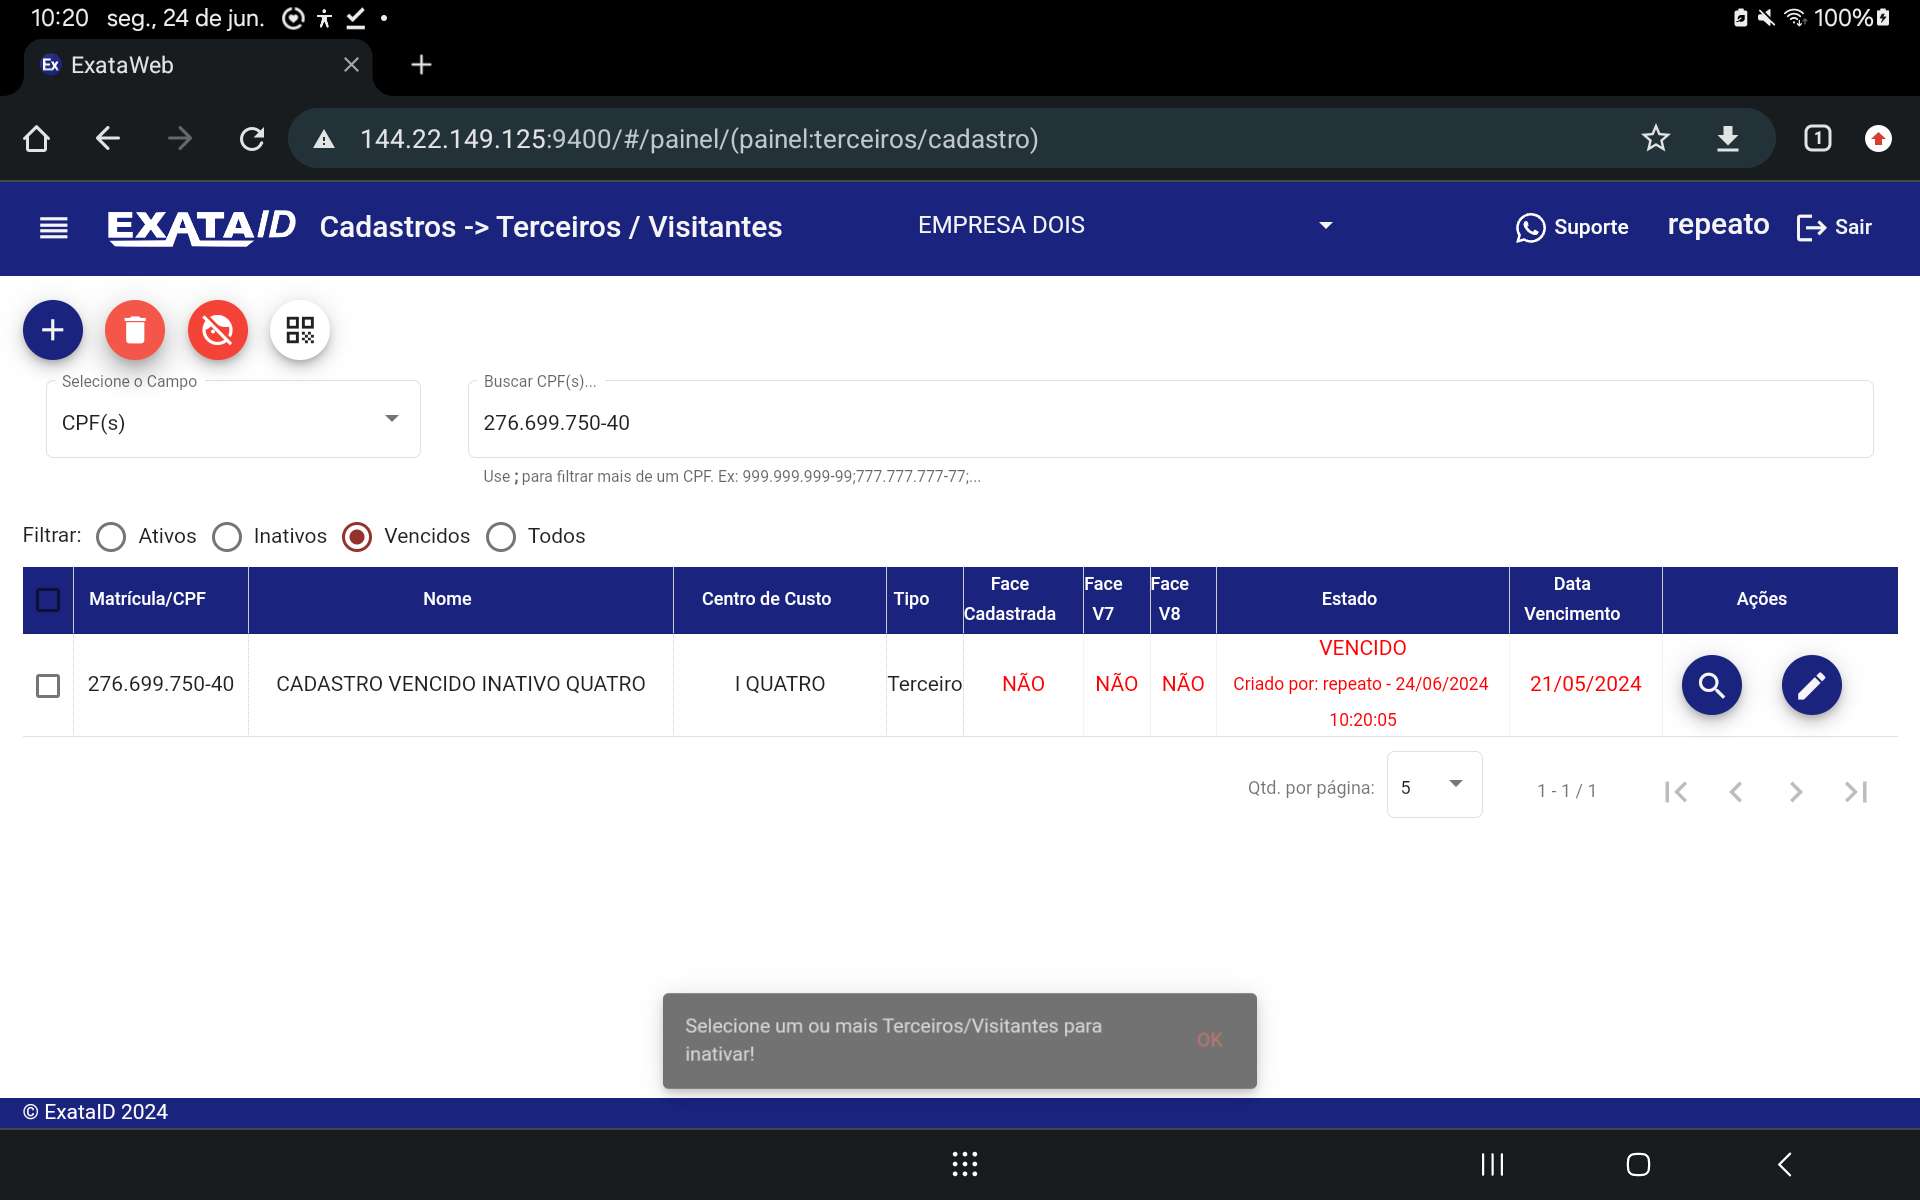 10:20 seg., 24 de jun. 100%
Ex ExataWeb
144.22.149.125:9400/#/painel/(painel:terceiros/cadastro) 1
EXATAID Cadastros -> Terceiros / Visitantes EMPRESA DOIS Suporte repeato Sair
Selecione o Campo
CPF(s)
Buscar CPF(s)...
276.699.750-40
Use ; para filtrar mais de um CPF. Ex: 999.999.999-99;777.777.777-77;...
Filtrar: Ativos Inativos Vencidos Todos
Matrícula/CPF Nome Centro de Custo Tipo Face Cadastrada Face V7 Face V8 Estado Data Vencimento Ações
276.699.750-40 CADASTRO VENCIDO INATIVO QUATRO I QUATRO Terceiro NÃO NÃO NÃO VENCIDO
Criado por: repeato - 24/06/2024
10:20:05
21/05/2024
Qtd. por página: 5 1 - 1 / 1
Selecione um ou mais Terceiros/Visitantes para
inativar!
OK
© ExataID 2024